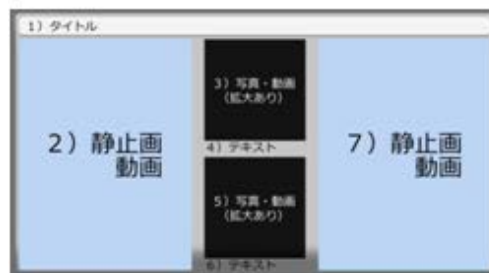 1）タイトル
2）静止画
動画
3）写真・動画
（拡大あり）
4）テキスト
5）写真・動画
（拡大あり）
6）テキスト
7）静止画
動画